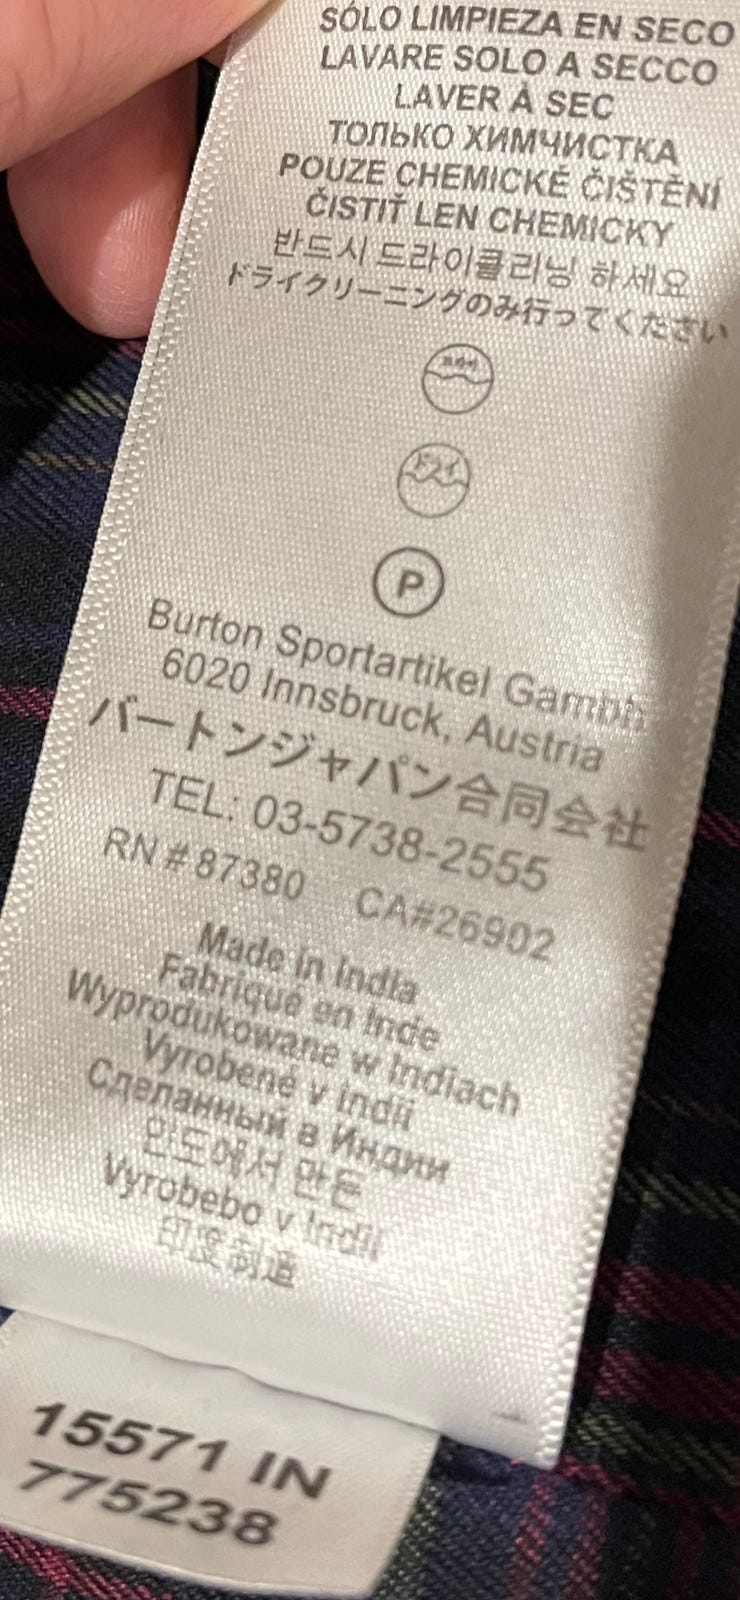 SÓLO LIMPIEZA EN SECO
LAVARE SOLO A SECCO
LAVER À SEC
ТОЛЬКО ХИМЧИСТКА
POUZE CHEMICKÉ ČIŠTĚNÍ
ČISTIŤ LEN CHEMICKY
반드시 드라이클리닝 하세요
ドライクリーニングのみ行ってください
ドライ
P
Burton Sportartikel Gambh
6020 Innsbruck, Austria
バートンジャパン合同会社
TEL: 03-5738-2555
RN # 87380 CA#26902
Made in India
Fabriqué en Inde
Wyprodukowane w Indiach
Vyrobené v Indii
Сделанный в Индии
인도에서 만든
Vyrobebo v Indii
印度制造
15571 IN
775238